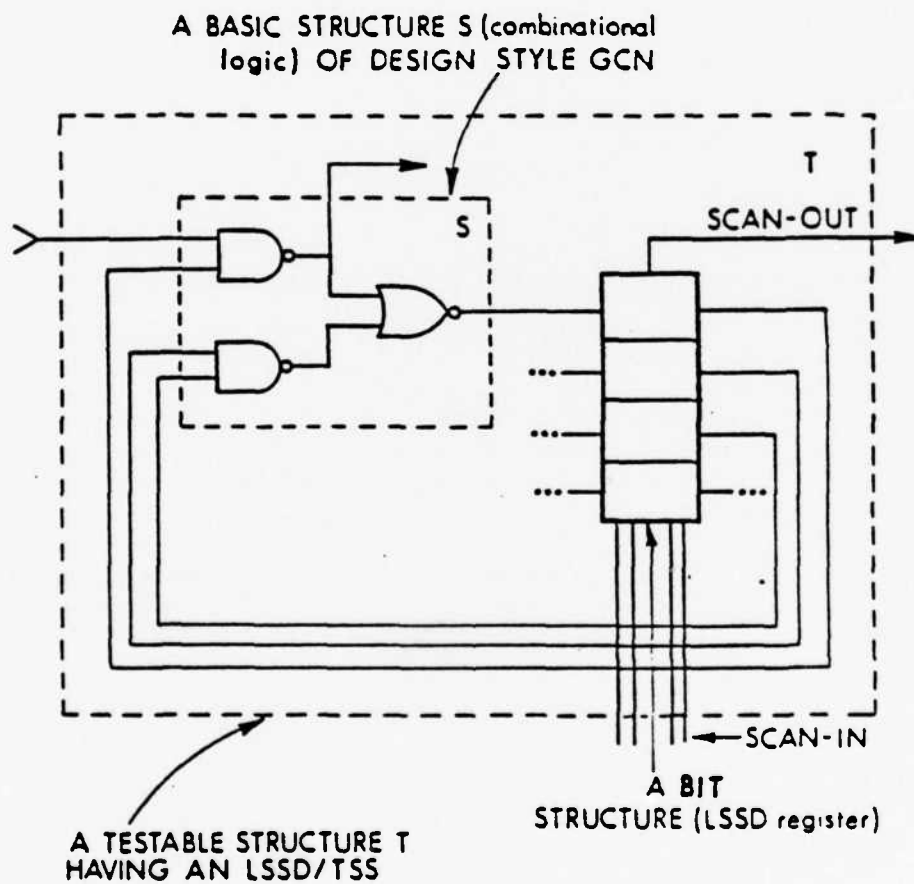 A BASIC STRUCTURE S (combinational
logic) OF DESIGN STYLE GCN
T
S
SCAN-OUT
SCAN-IN
A BIT
STRUCTURE (LSSD register)
A TESTABLE STRUCTURE T
HAVING AN LSSD/TSS